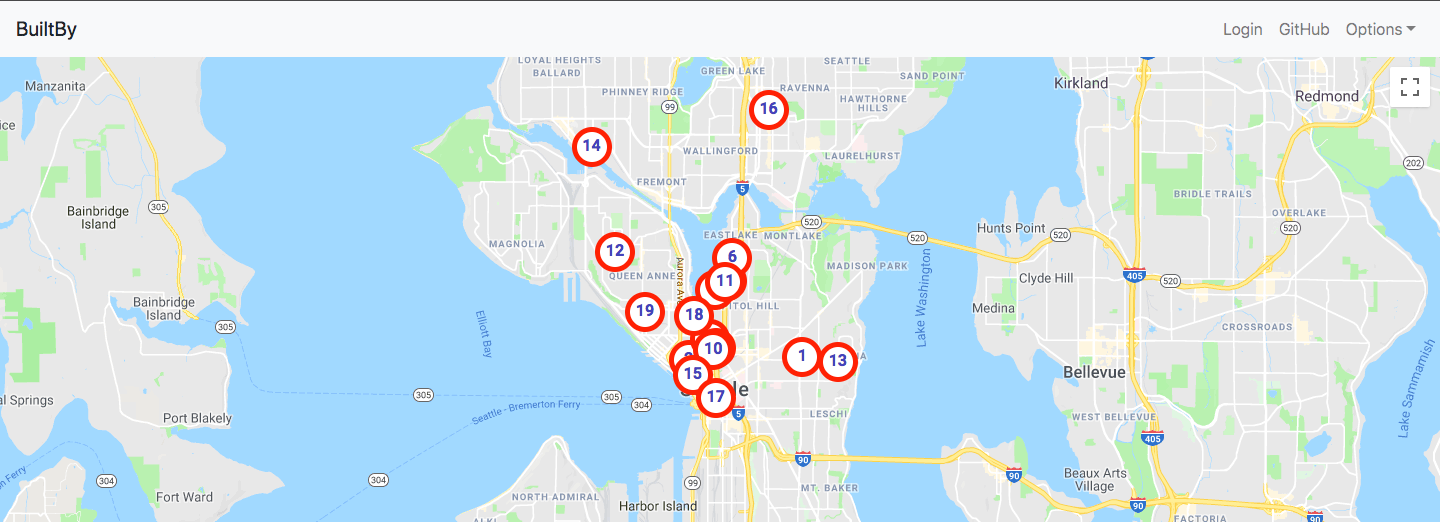 BuiltBy
Login GitHub Options
LOYAL HEIGHTS
BALLARD
SEATTLE
GREEN LAKE
SAND POINT
Manzanita
PHINNEY RIDGE
RAVENNA
HAWTHORNE
HILLS
Kirkland
Redmond
99
16
14
WALLINGFORD
LAURELHURST
202
FREMONT
5
BRIDLE TRAILS
305
Bainbridge
Island
OVERLAKE
520
520
520
520
Hunts Point
EASTLAKE
MONTLAKE
MAGNOLIA
12
6
QUEEN ANNE
MADISON PARK
Aurora Ave
11
Clyde Hill
405
520
Lake Washington
Bainbridge
Island
305
19
18
Medina
CROSSROADS
Elliott Bay
10
1
13
15
Bellevue
17
5
305
305
304
Seattle - Bremerton Ferry
Port Blakely
LESCHI
WEST BELLEVUE
Lake Sammamish
405
90
90
Beaux Arts
Village
304
304
99
Fort Ward
NORTH ADMIRAL
Harbor Island
MT. BAKER
90
90
FACTORIA